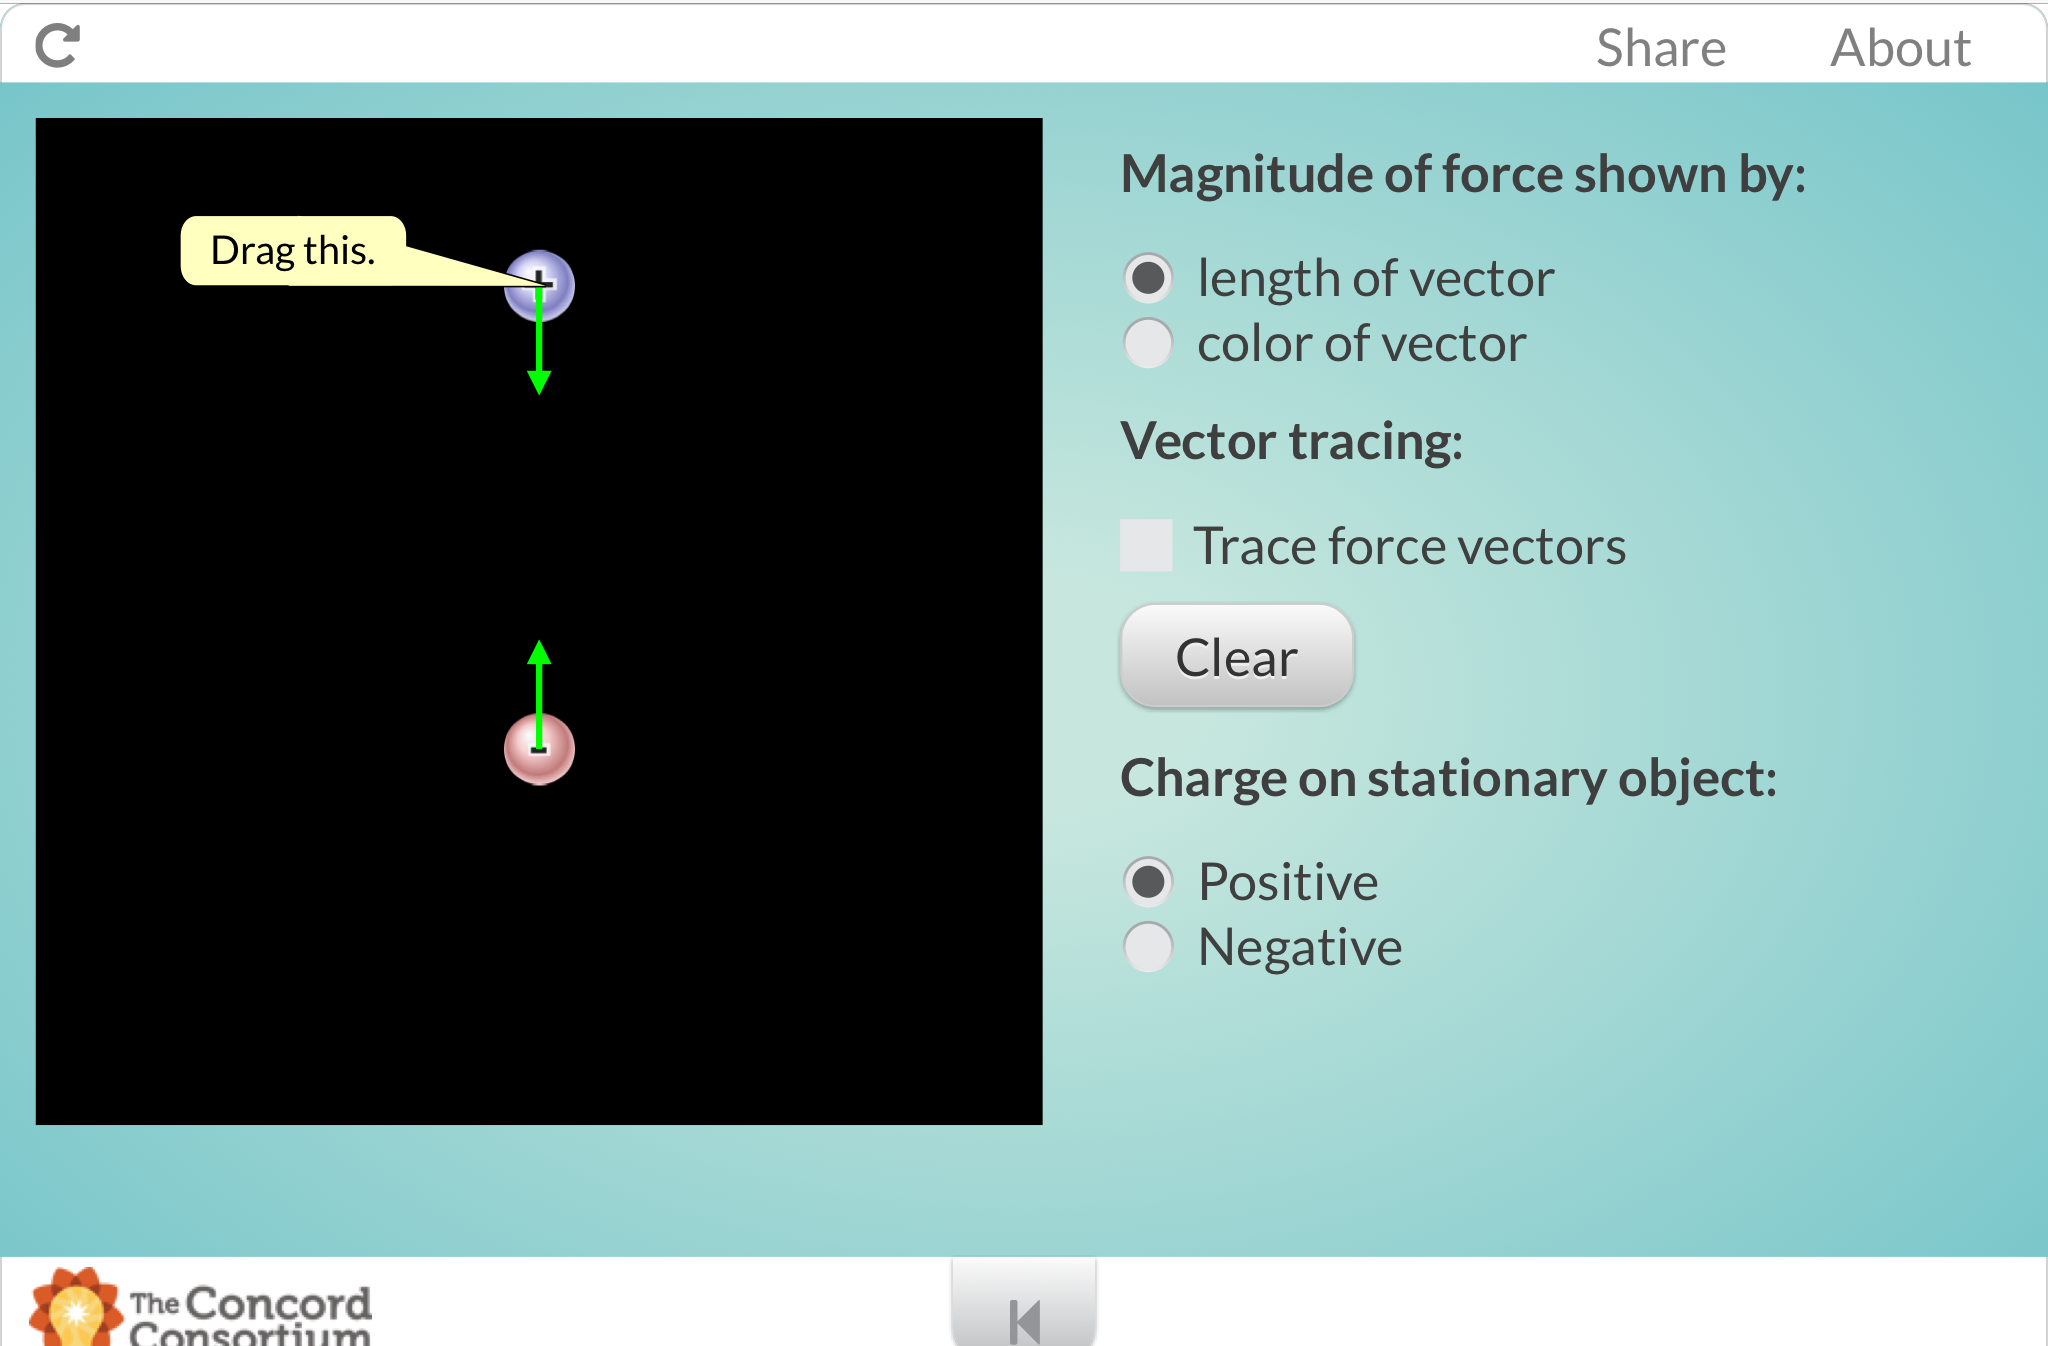 Share About
Drag this.
+
-
Magnitude of force shown by:
length of vector
color of vector
Vector tracing:
Trace force vectors
Clear
Charge on stationary object:
Positive
Negative
The Concord
Consortium